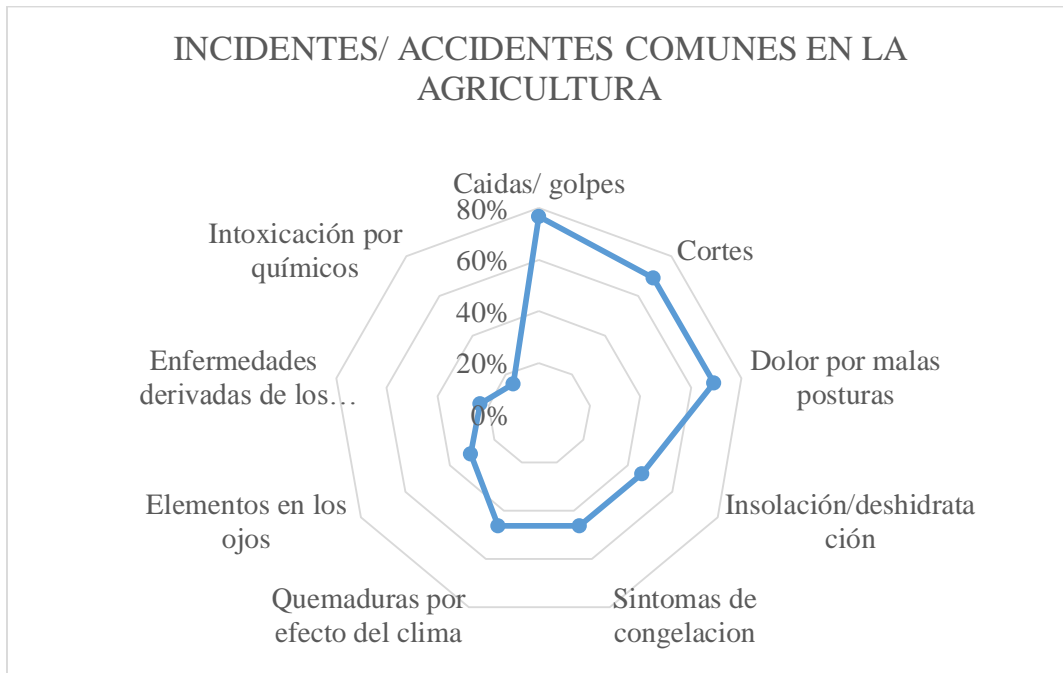 INCIDENTES/ ACCIDENTES COMUNES EN LA
AGRICULTURA
Caidas/ golpes
Cortes
Dolor por malas
posturas
Insolación/deshidrata
ción
Sintomas de
congelacion
Quemaduras por
efecto del clima
Elementos en los
ojos
Enfermedades
derivadas de los…
Intoxicación por
químicos
80%
60%
40%
20%
0%